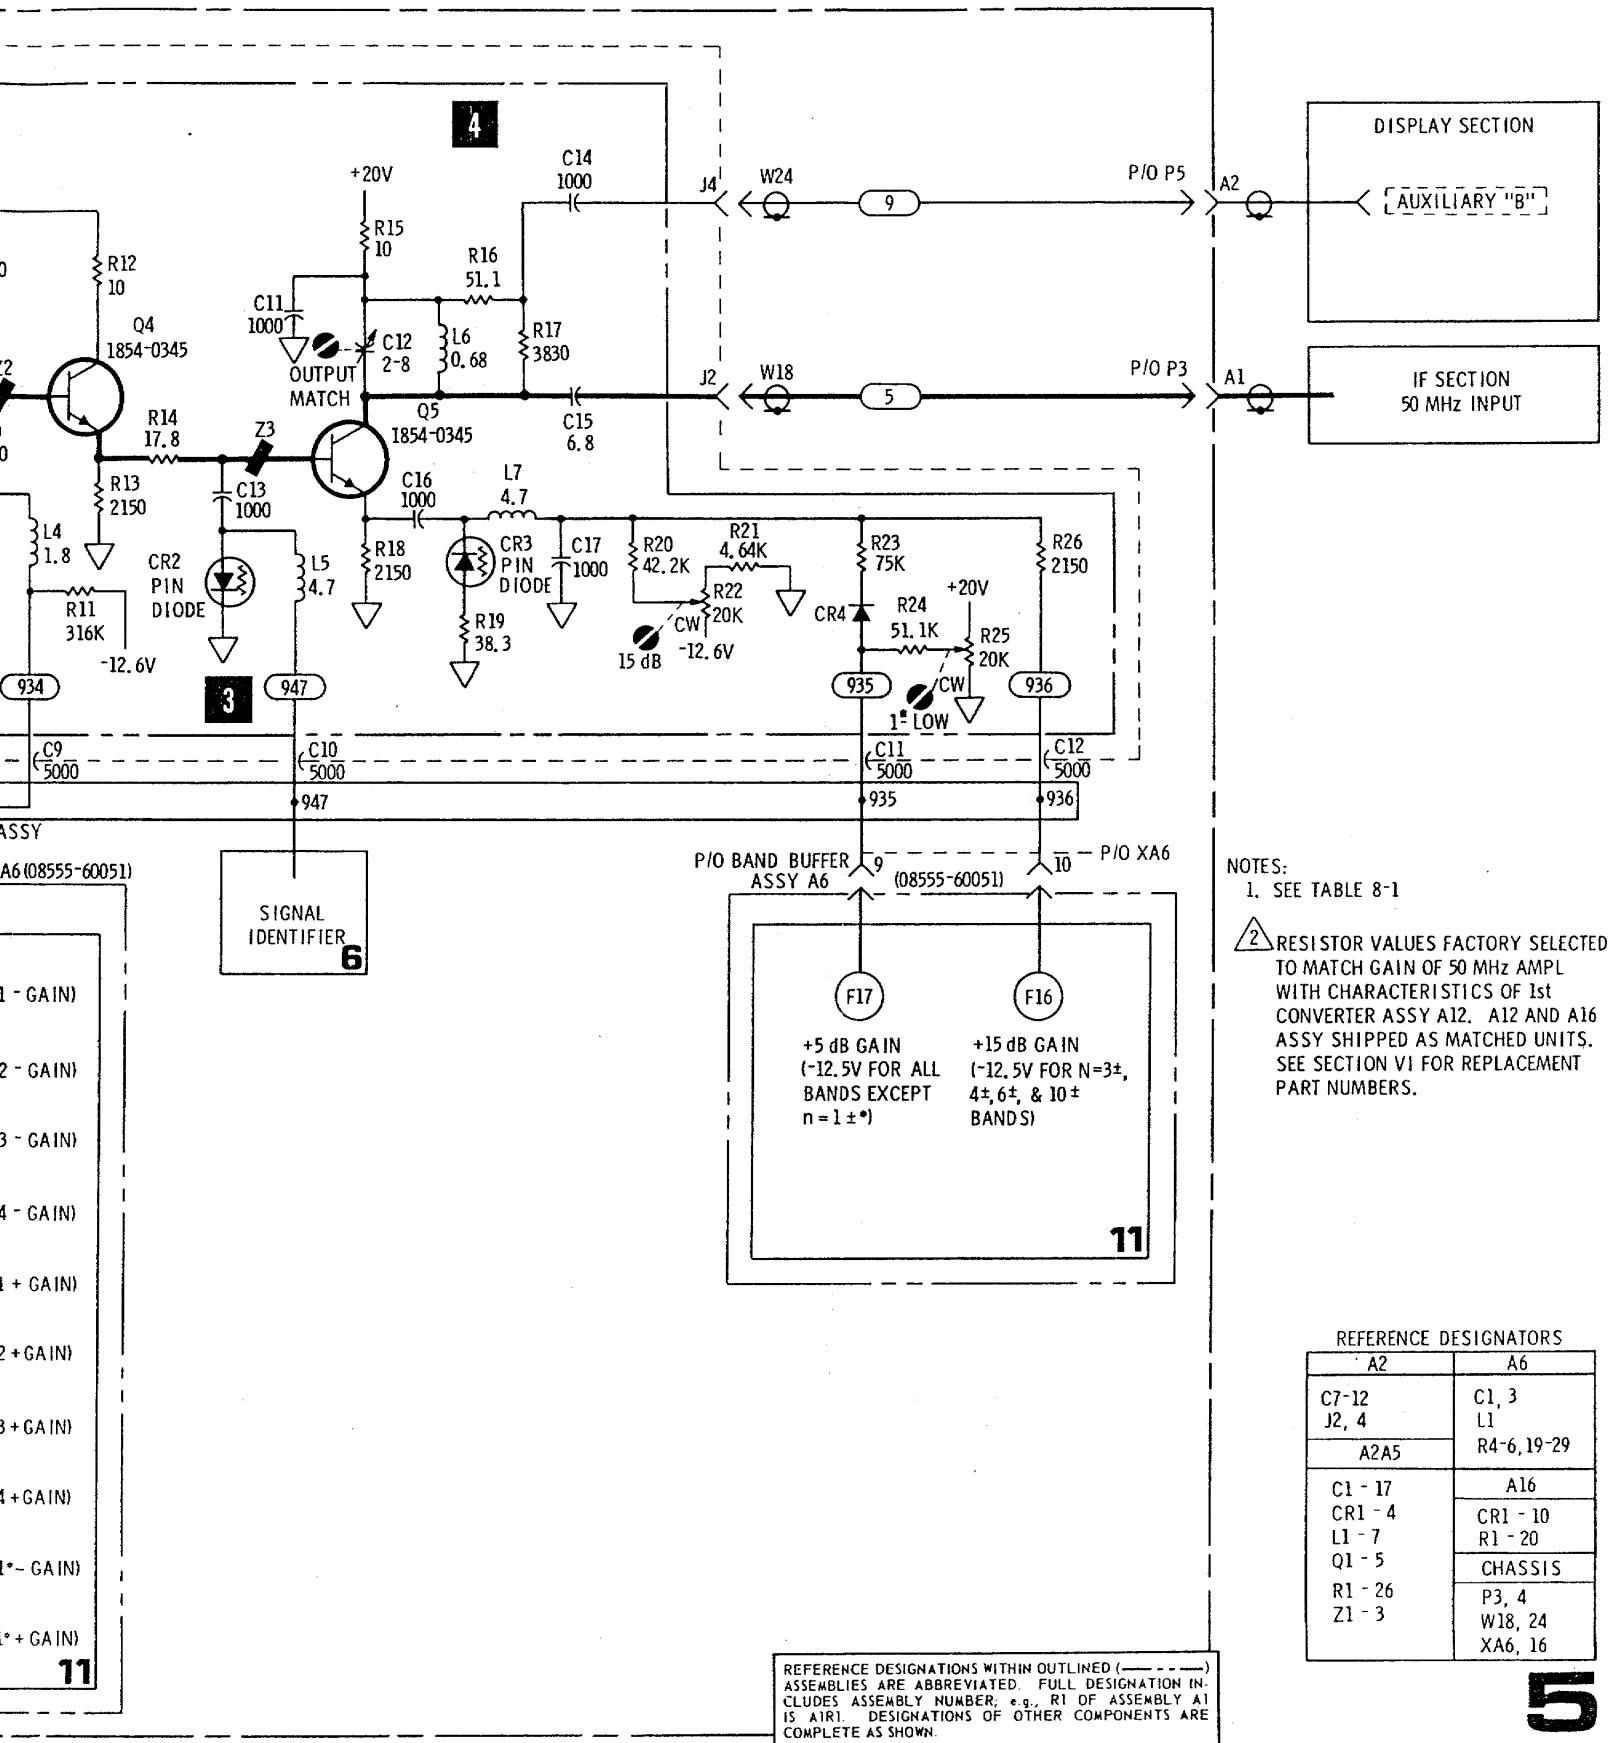 4
DISPLAY SECTION
AUXILIARY "B"
+20V
C14
1000
J4
W24
9
P/O P5
A2
R15
10
R16
51.1
R12
10
C11
1000
Q4
1854-0345
C12
2-8
L6
0.68
R17
3830
OUTPUT
MATCH
J2
W18
5
P/O P3
A1
IF SECTION
50 MHz INPUT
Q5
1854-0345
C15
6.8
R14
17.8
Z3
R13
2150
C13
1000
C16
1000
L7
4.7
L4
1.8
CR2
PIN
DIODE
L5
4.7
R18
2150
CR3
PIN
DIODE
C17
1000
R20
42.2K
R21
4.64K
R23
75K
R26
2150
R11
316K
-12.6V
R19
38.3
R22
20K
CW
15 dB
-12.6V
+20V
CR4
R24
51.1K
R25
20K
CW
1* LOW
934
3
947
935
936
C9
5000
C10
5000
C11
5000
C12
5000
947
935
936
ASSY
A6 (08555-60051)
P/O BAND BUFFER
ASSY A6
9
(08555-60051)
10
P/O XA6
SIGNAL
IDENTIFIER
6
F17
F16
+5 dB GAIN
(-12.5V FOR ALL
BANDS EXCEPT
n = 1 ±*)
+15 dB GAIN
(-12.5V FOR N=3±,
4±,6±, & 10±
BANDS)
11
NOTES:
1. SEE TABLE 8-1
2 RESISTOR VALUES FACTORY SELECTED
TO MATCH GAIN OF 50 MHz AMPL
WITH CHARACTERISTICS OF 1st
CONVERTER ASSY A12. A12 AND A16
ASSY SHIPPED AS MATCHED UNITS.
SEE SECTION VI FOR REPLACEMENT
PART NUMBERS.
1 - GAIN)
2 - GAIN)
3 - GAIN)
4 - GAIN)
1 + GAIN)
2 + GAIN)
3 + GAIN)
4 + GAIN)
1*- GAIN)
1* + GAIN)
11
REFERENCE DESIGNATORS
A2
C7-12
J2, 4
A2A5
C1 - 17
CR1 - 4
L1 - 7
Q1 - 5
R1 - 26
Z1 - 3
A6
C1, 3
L1
R4-6,19-29
A16
CR1 - 10
R1 - 20
CHASSIS
P3, 4
W18, 24
XA6, 16
REFERENCE DESIGNATIONS WITHIN OUTLINED (— - - —)
ASSEMBLIES ARE ABBREVIATED. FULL DESIGNATION IN-
CLUDES ASSEMBLY NUMBER; e.g., R1 OF ASSEMBLY A1
IS A1R1. DESIGNATIONS OF OTHER COMPONENTS ARE
COMPLETE AS SHOWN.
5